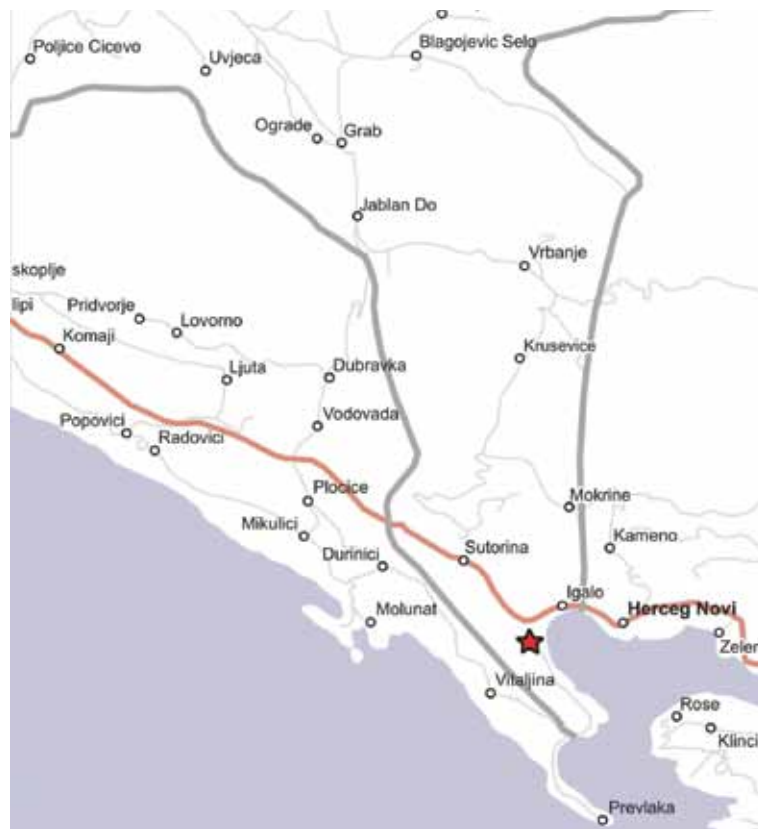 Poljice Cicevo
Uvjeca
Blagojevic Selo
Ograde
Grab
Jablan Do
Vrbanje
skoplje
lipi
Pridvorje
Lovorno
Komaji
Ljuta
Dubravka
Krusevice
Popovici
Radovici
Vodovada
Plocice
Mokrine
Mikulici
Kameno
Durinici
Sutorina
Igalo
Molunat
Herceg Novi
Zeler
Vitaljina
Rose
Klinci
Prevlaka